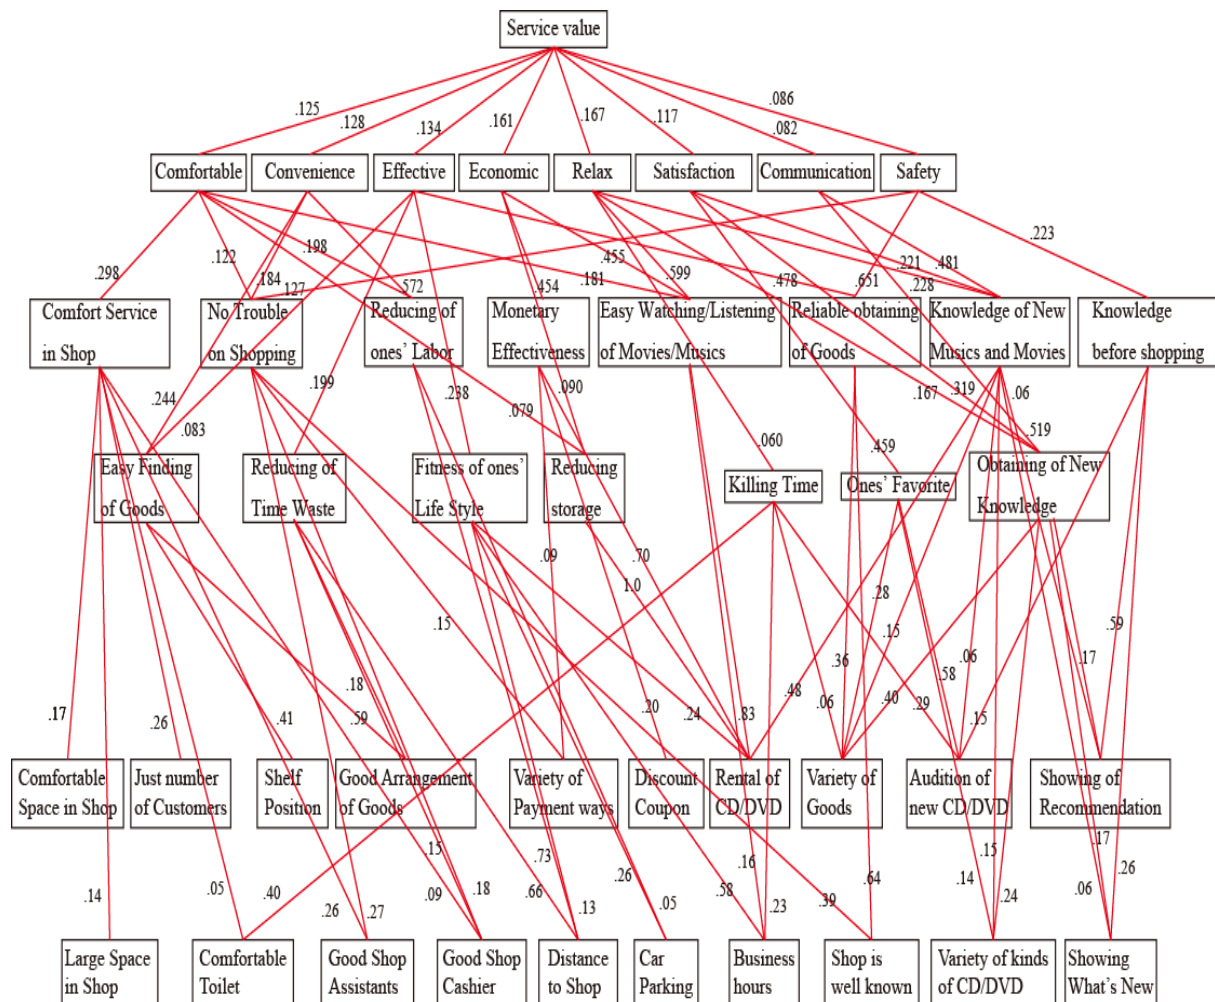 Service value
.125
.128
.134
.161
.167
.117
.082
.086
Comfortable
Convenience
Effective
Economic
Relax
Satisfaction
Communication
Safety
.298
.122
.184
.198
.127
.572
.454
.181
.455
.599
.478
.651
.221
.228
.481
.223
Comfort Service
in Shop
No Trouble
on Shopping
Reducing of
ones' Labor
Monetary
Effectiveness
Easy Watching/Listening
of Movies/Musics
Reliable obtaining
of Goods
Knowledge of New
Musics and Movies
Knowledge
before shopping
.244
.083
.199
.238
.079
.090
.060
.459
.167
.319
.06
.519
Easy Finding
of Goods
Reducing of
Time Waste
Fitness of ones'
Life Style
Reducing
storage
Killing Time
Ones' Favorite
Obtaining of New
Knowledge
.17
.26
.41
.18
.59
.15
.09
1.0
.70
.20
.24
.83
.48
.06
.36
.28
.15
.40
.29
.58
.06
.15
.17
.59
Comfortable
Space in Shop
Just number
of Customers
Shelf
Position
Good Arrangement
of Goods
Variety of
Payment ways
Discount
Coupon
Rental of
CD/DVD
Variety of
Goods
Audition of
new CD/DVD
Showing of
Recommendation
.14
.05
.40
.26
.27
.15
.09
.18
.73
.66
.13
.26
.05
.58
.16
.23
.39
.64
.14
.15
.24
.06
.17
.26
Large Space
in Shop
Comfortable
Toilet
Good Shop
Assistants
Good Shop
Cashier
Distance
to Shop
Car
Parking
Business
hours
Shop is
well known
Variety of kinds
of CD/DVD
Showing
What's New